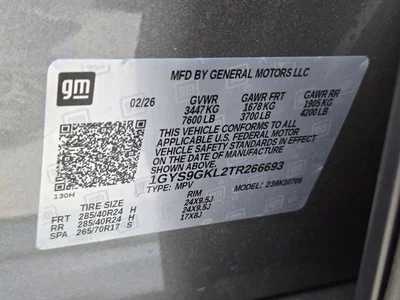 gm
MFD BY GENERAL MOTORS LLC
02/26 GVWR GAWR FRT GAWR RR
3447 KG 1678 KG 1905 KG
7600 LB 3700 LB 4200 LB
THIS VEHICLE CONFORMS TO ALL
APPLICABLE U.S. FEDERAL MOTOR
VEHICLE SAFETY STANDARDS IN EFFECT
ON THE DATE OF MANUFACTURE
SHOWN ABOVE.
1GYS9GKL2TR266693
130H TYPE: MPV MODEL:
TIRE SIZE RIM
FRT 285/40R24 H 24X9.5J
RR 285/40R24 H 24X9.5J
SPA 265/70R17 S 17X8J